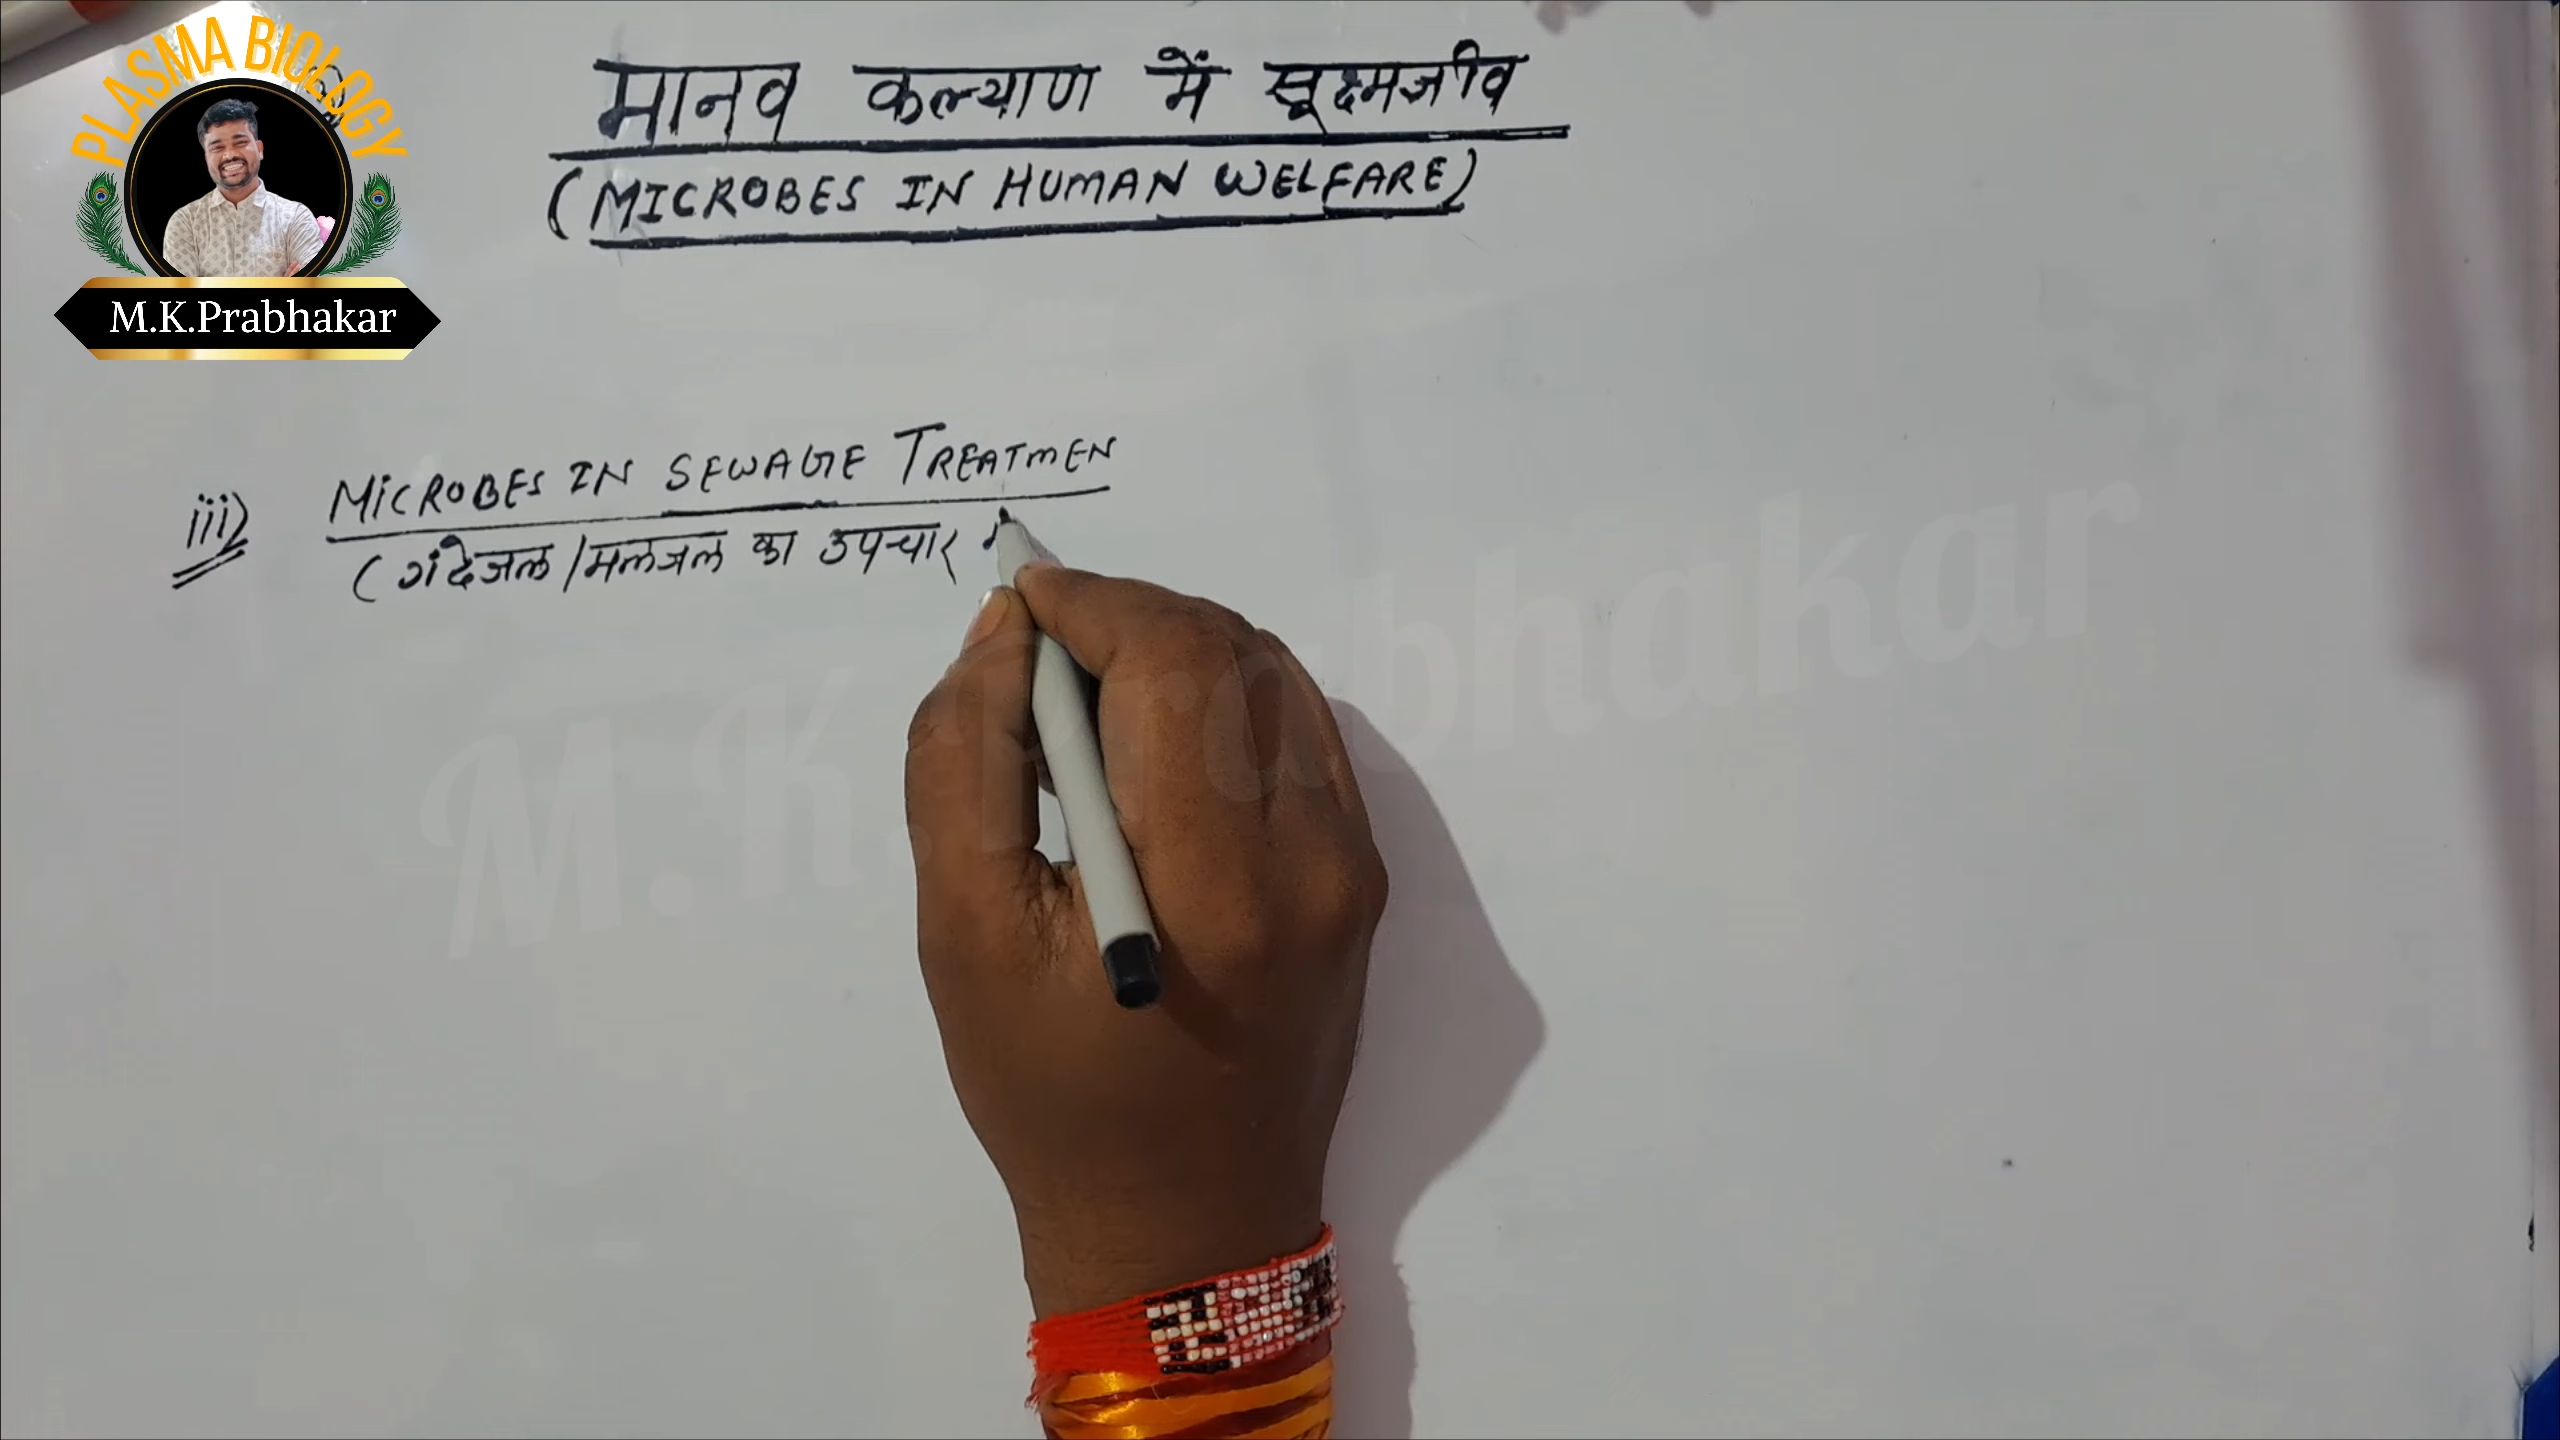 PLASMA BIOLOGY
M.K.Prabhakar
मानव कल्याण में सूक्ष्मजीव
(MICROBES IN HUMAN WELFARE)
iii) MICROBES IN SEWAGE TREATMEN
(गंदेजल/मलजल का उपचार
M.K.Prabhakar